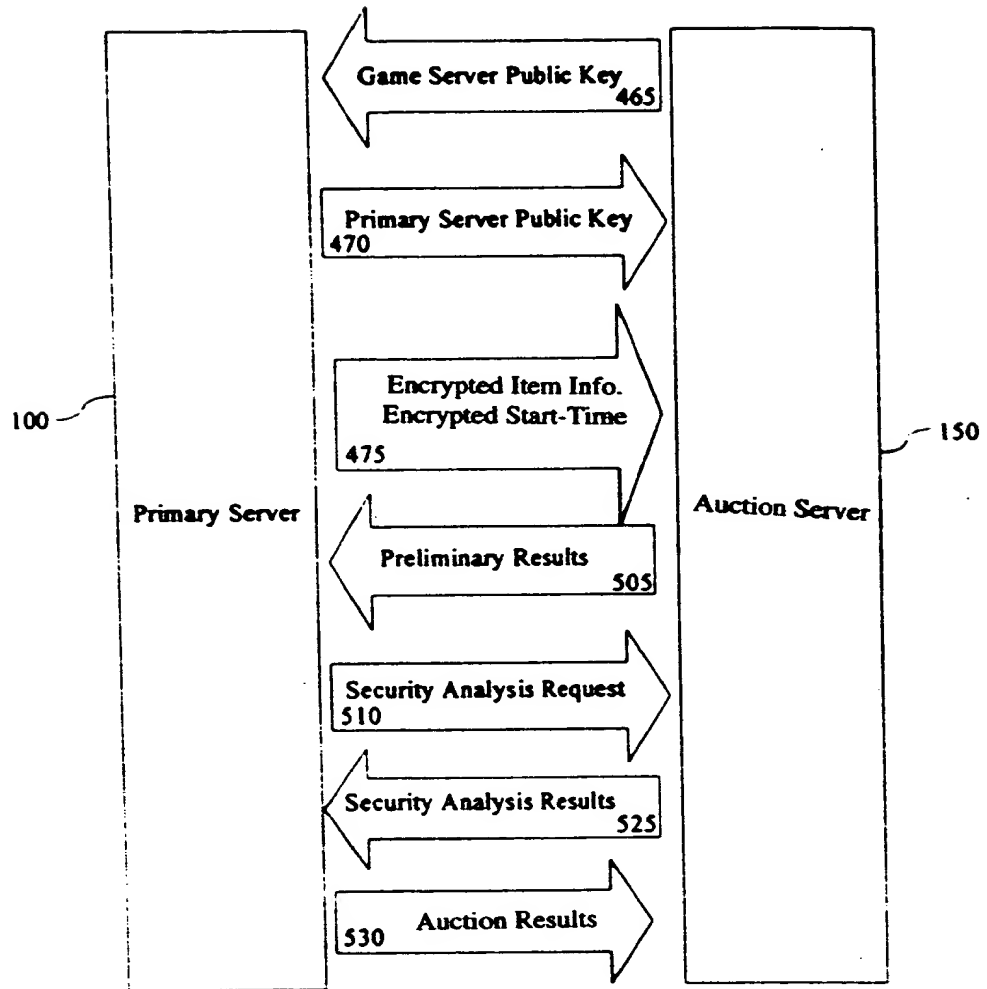 Game Server Public Key
465
Primary Server Public Key
470
Encrypted Item Info.
Encrypted Start-Time
475
100
150
Primary Server
Auction Server
Preliminary Results
505
Security Analysis Request
510
Security Analysis Results
525
Auction Results
530